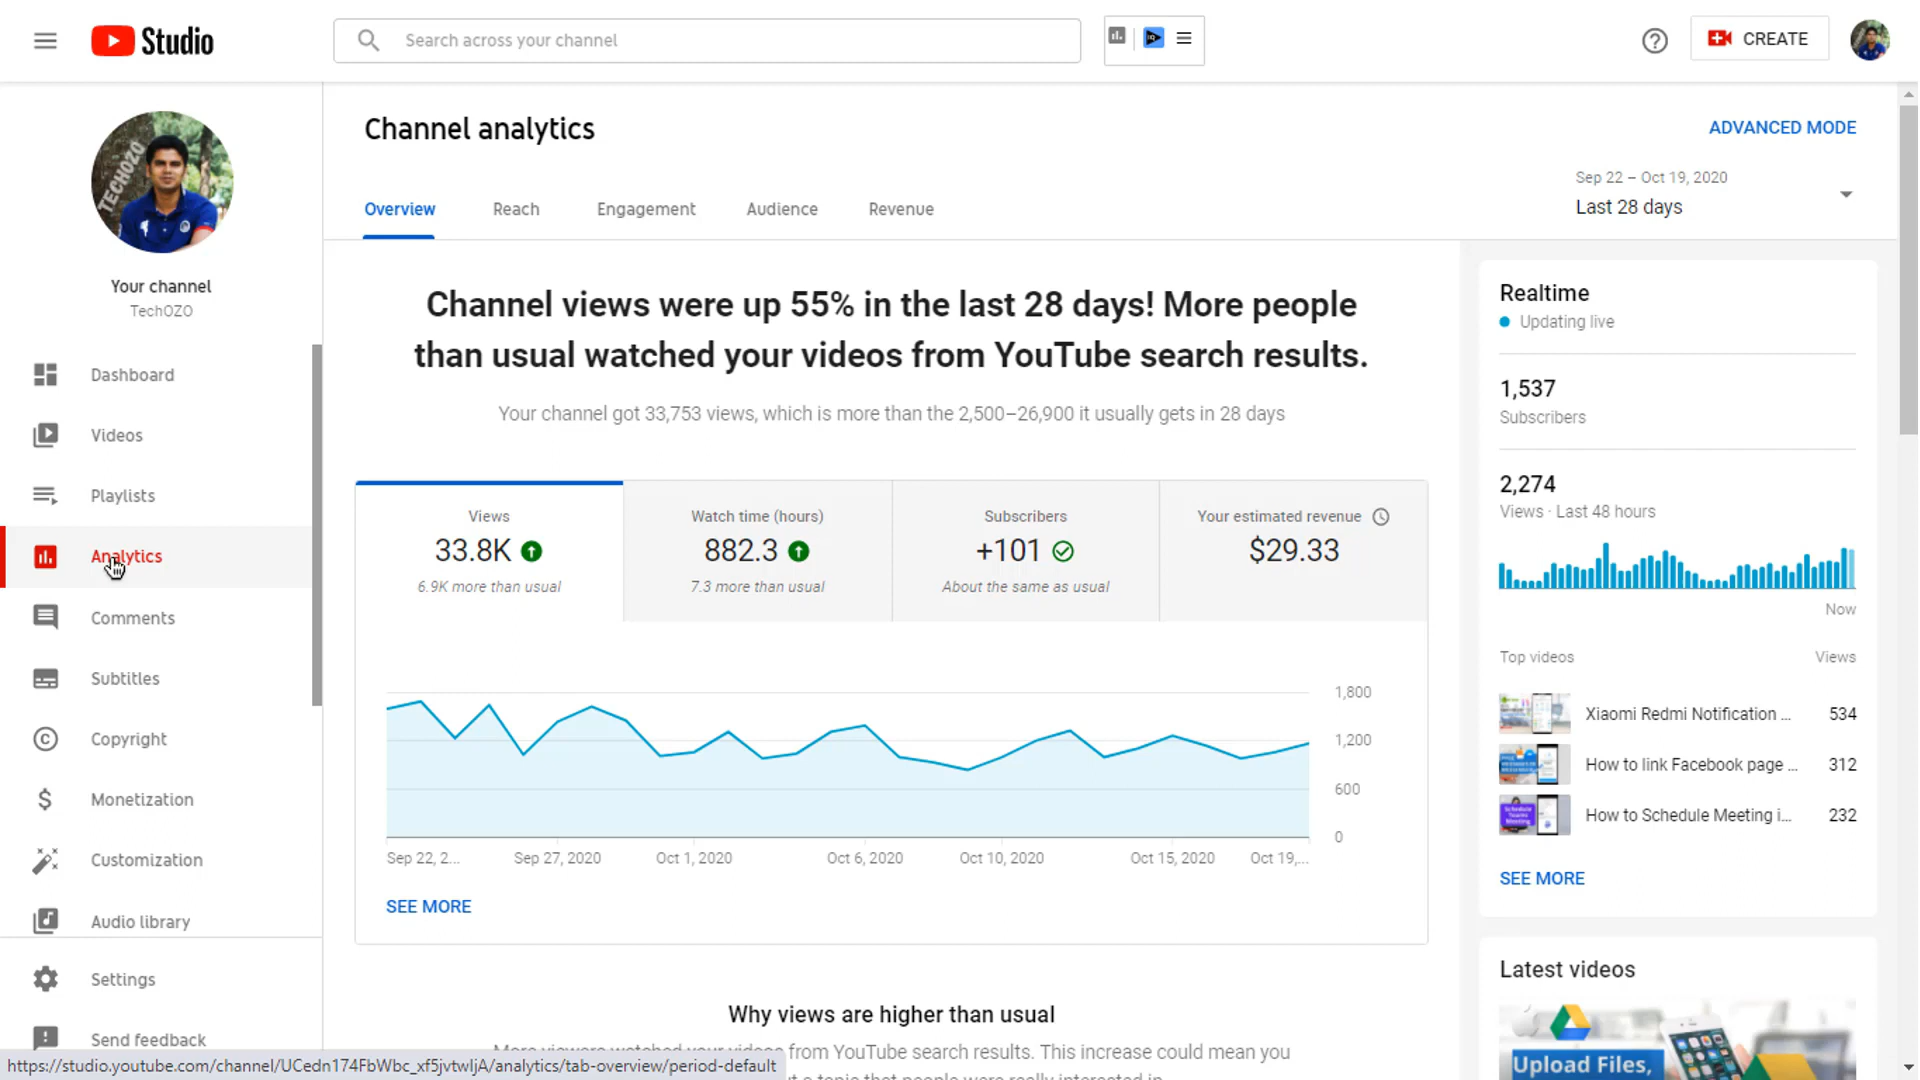 Studio
Search across your channel
CREATE
TECHOZO
Your channel
TechOZO
Dashboard
Videos
Playlists
Analytics
Comments
Subtitles
Copyright
Monetization
Customization
Audio library
Settings
Send feedback
Channel analytics
ADVANCED MODE
Overview
Reach
Engagement
Audience
Revenue
Sep 22 – Oct 19, 2020
Last 28 days
Channel views were up 55% in the last 28 days! More people
than usual watched your videos from YouTube search results.
Your channel got 33,753 views, which is more than the 2,500–26,900 it usually gets in 28 days
Views
33.8K
6.9K more than usual
Watch time (hours)
882.3
7.3 more than usual
Subscribers
+101
About the same as usual
Your estimated revenue
$29.33
1,800
1,200
600
0
Sep 22, 2...
Sep 27, 2020
Oct 1, 2020
Oct 6, 2020
Oct 10, 2020
Oct 15, 2020
Oct 19,...
SEE MORE
Why views are higher than usual
More viewers watched your videos from YouTube search results. This increase could mean you
Realtime
Updating live
1,537
Subscribers
2,274
Views · Last 48 hours
Now
Top videos
Views
Xiaomi Redmi Notification ...
534
How to link Facebook page ...
312
How to Schedule Meeting i...
232
SEE MORE
Latest videos
Upload Files,
https://studio.youtube.com/channel/UCedn174FbWbc_xf5jvtwIjA/analytics/tab-overview/period-default